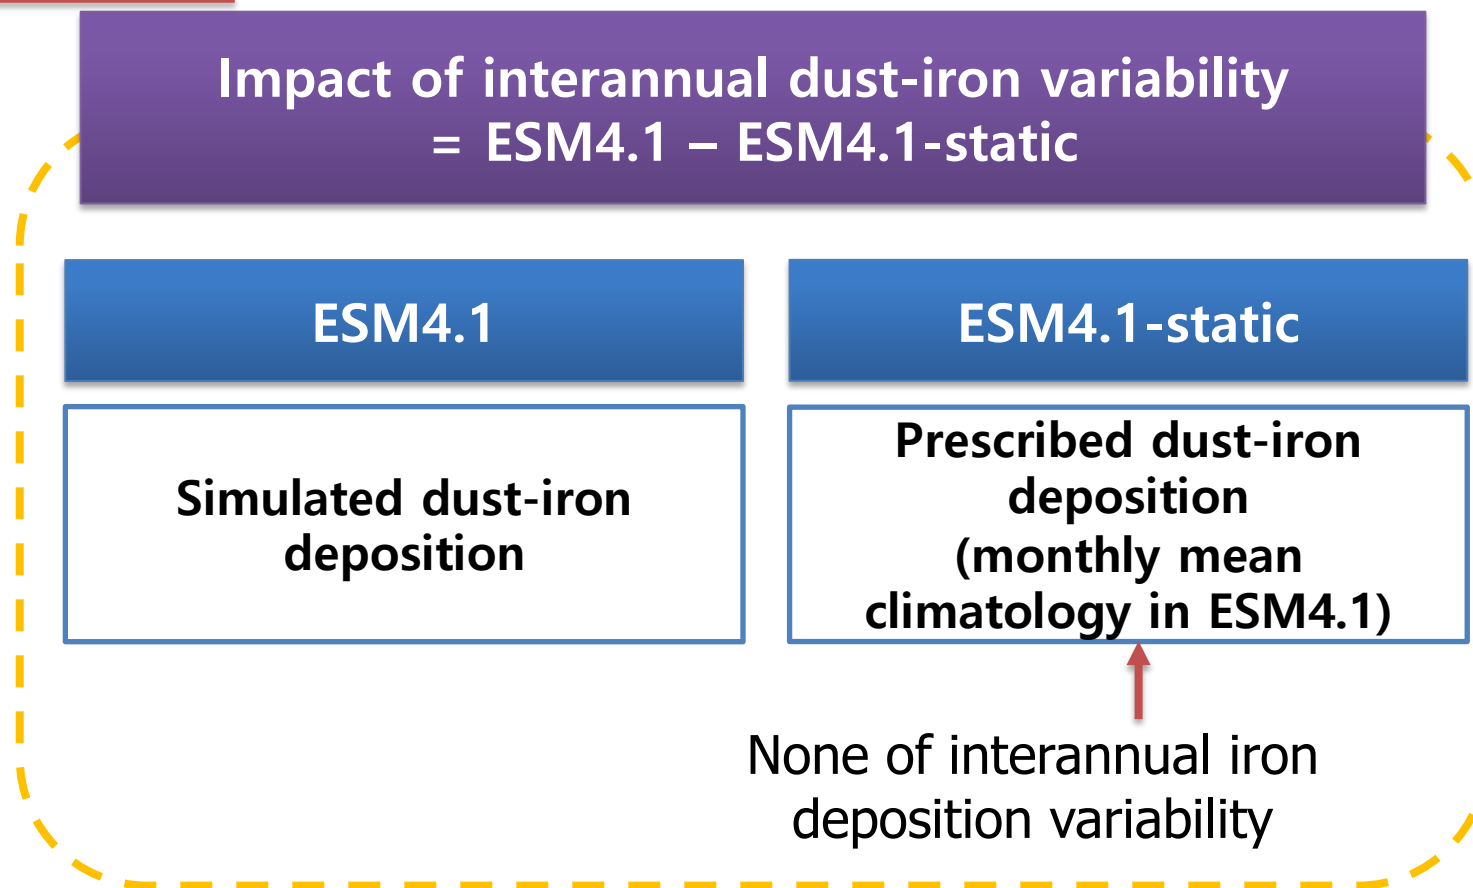 Impact of interannual dust-iron variability
= ESM4.1 – ESM4.1-static
ESM4.1
ESM4.1-static
Simulated dust-iron
deposition
Prescribed dust-iron
deposition
(monthly mean
climatology in ESM4.1)
None of interannual iron
deposition variability